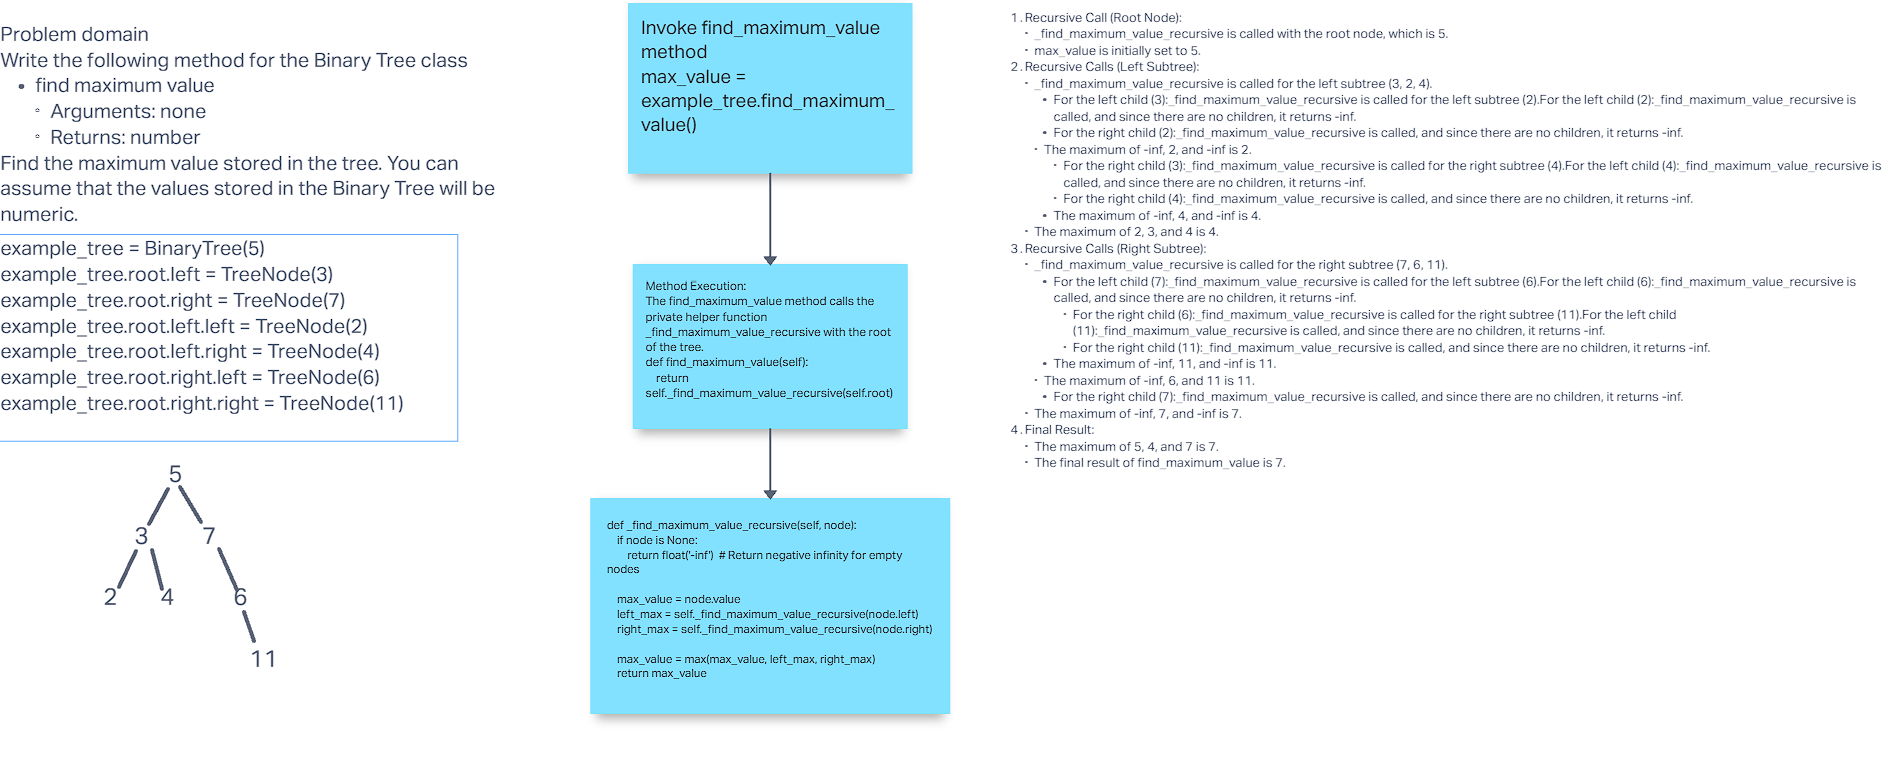 Problem domain
Write the following method for the Binary Tree class
• find maximum value
◦ Arguments: none
◦ Returns: number
Find the maximum value stored in the tree. You can
assume that the values stored in the Binary Tree will be
numeric.
example_tree = BinaryTree(5)
example_tree.root.left = TreeNode(3)
example_tree.root.right = TreeNode(7)
example_tree.root.left.left = TreeNode(2)
example_tree.root.left.right = TreeNode(4)
example_tree.root.right.left = TreeNode(6)
example_tree.root.right.right = TreeNode(11)
5
3 7
2 4 6
11
Invoke find_maximum_value
method
max_value =
example_tree.find_maximum_
value()
Method Execution:
The find_maximum_value method calls the
private helper function
_find_maximum_value_recursive with the root
of the tree.
def find_maximum_value(self):
return
self._find_maximum_value_recursive(self.root)
def _find_maximum_value_recursive(self, node):
if node is None:
return float('-inf') # Return negative infinity for empty
nodes
max_value = node.value
left_max = self._find_maximum_value_recursive(node.left)
right_max = self._find_maximum_value_recursive(node.right)
max_value = max(max_value, left_max, right_max)
return max_value
1. Recursive Call (Root Node):
• _find_maximum_value_recursive is called with the root node, which is 5.
• max_value is initially set to 5.
2. Recursive Calls (Left Subtree):
• _find_maximum_value_recursive is called for the left subtree (3, 2, 4).
• For the left child (3):_find_maximum_value_recursive is called for the left subtree (2).For the left child (2):_find_maximum_value_recursive is
called, and since there are no children, it returns -inf.
• For the right child (2):_find_maximum_value_recursive is called, and since there are no children, it returns -inf.
• The maximum of -inf, 2, and -inf is 2.
• For the right child (3):_find_maximum_value_recursive is called for the right subtree (4).For the left child (4):_find_maximum_value_recursive is
called, and since there are no children, it returns -inf.
• For the right child (4):_find_maximum_value_recursive is called, and since there are no children, it returns -inf.
• The maximum of -inf, 4, and -inf is 4.
• The maximum of 2, 3, and 4 is 4.
3. Recursive Calls (Right Subtree):
• _find_maximum_value_recursive is called for the right subtree (7, 6, 11).
• For the left child (7):_find_maximum_value_recursive is called for the left subtree (6).For the left child (6):_find_maximum_value_recursive is
called, and since there are no children, it returns -inf.
• For the right child (6):_find_maximum_value_recursive is called for the right subtree (11).For the left child
(11):_find_maximum_value_recursive is called, and since there are no children, it returns -inf.
• For the right child (11):_find_maximum_value_recursive is called, and since there are no children, it returns -inf.
• The maximum of -inf, 11, and -inf is 11.
• The maximum of -inf, 6, and 11 is 11.
• For the right child (7):_find_maximum_value_recursive is called, and since there are no children, it returns -inf.
• The maximum of -inf, 7, and -inf is 7.
4. Final Result:
• The maximum of 5, 4, and 7 is 7.
• The final result of find_maximum_value is 7.